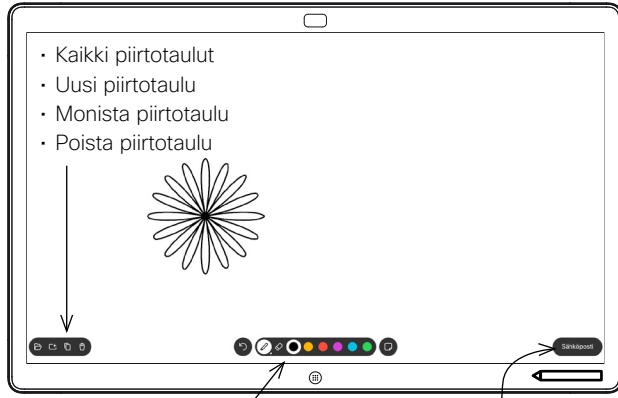 · Kaikki piirtotaulut
· Uusi piirtotaulu
· Monista piirtotaulu
· Poista piirtotaulu
Sähköposti